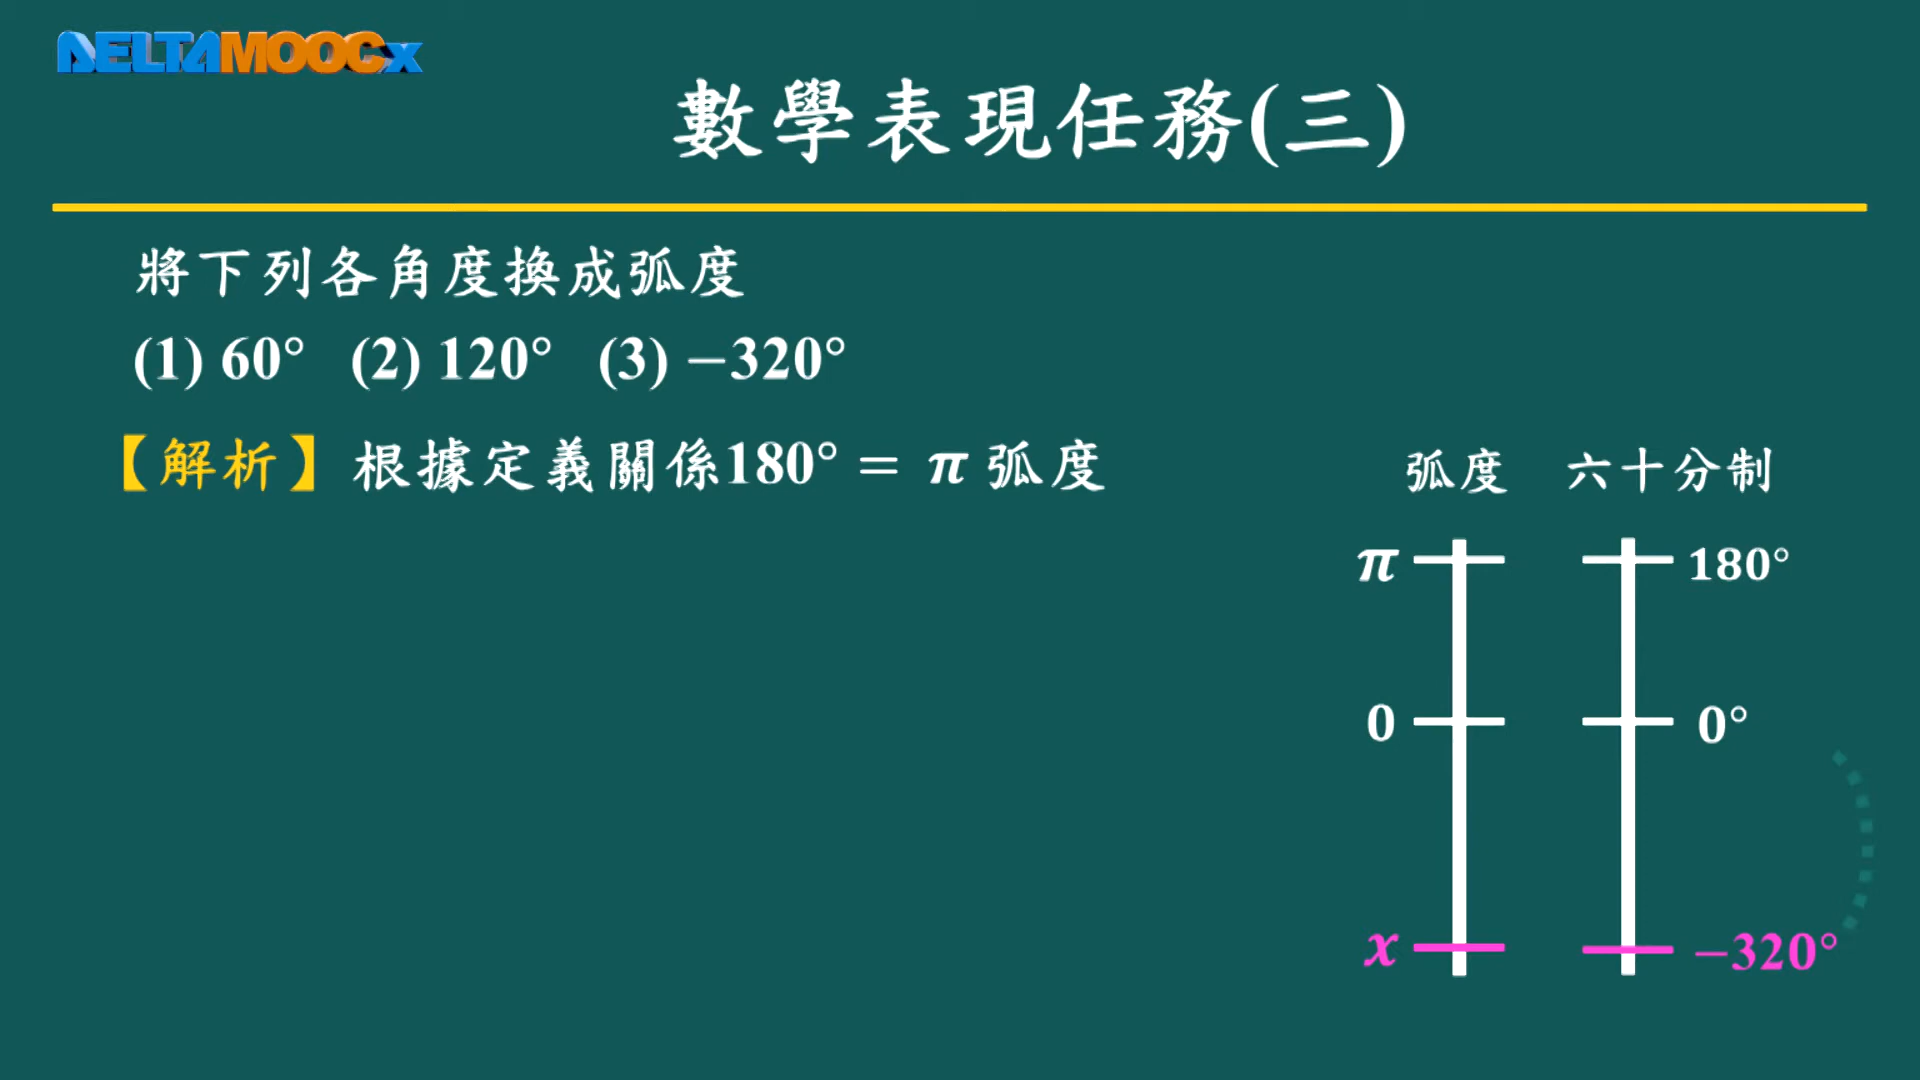 DELTAMOOCx
數學表現任務(三)
將下列各角度換成弧度
(1) 60° (2) 120° (3) −320°
【解析】根據定義關係180° = π 弧度
弧度 六十分制
π 180°
0 0°
x −320°